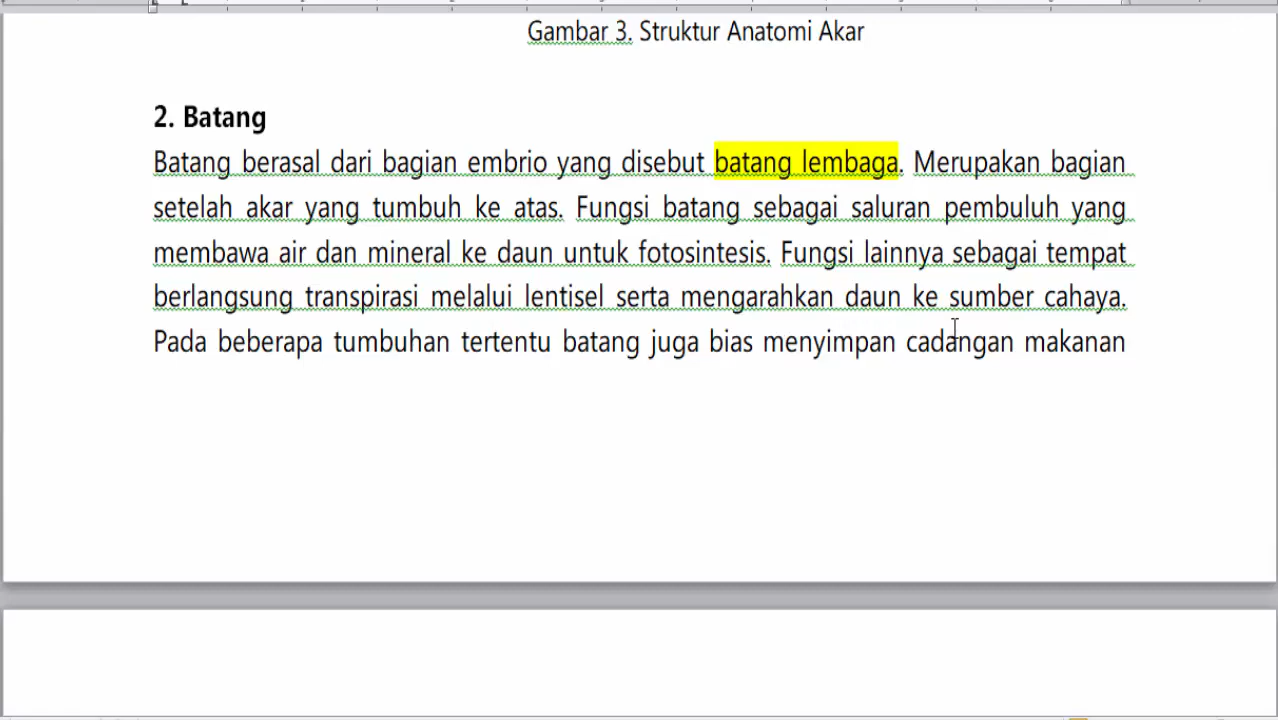 Gambar 3. Struktur Anatomi Akar
2. Batang
Batang berasal dari bagian embrio yang disebut batang lembaga. Merupakan bagian
setelah akar yang tumbuh ke atas. Fungsi batang sebagai saluran pembuluh yang
membawa air dan mineral ke daun untuk fotosintesis. Fungsi lainnya sebagai tempat
berlangsung transpirasi melalui lentisel serta mengarahkan daun ke sumber cahaya.
Pada beberapa tumbuhan tertentu batang juga bias menyimpan cadangan makanan